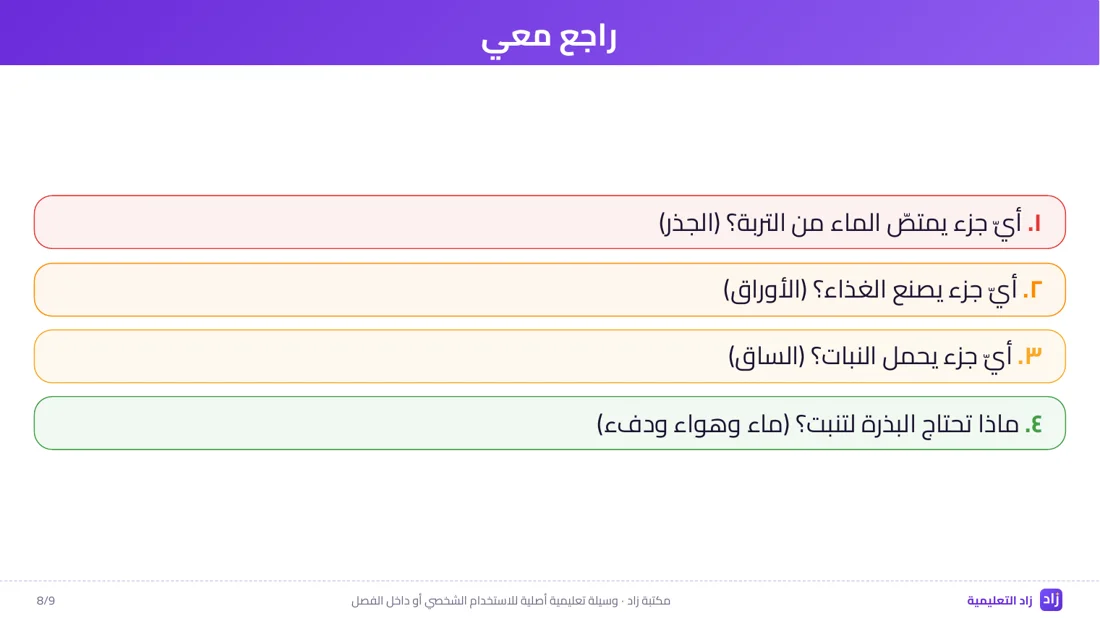 راجع معي
١. أيّ جزء يمتصّ الماء من التربة؟ (الجذر)
٢. أيّ جزء يصنع الغذاء؟ (الأوراق)
٣. أيّ جزء يحمل النبات؟ (الساق)
٤. ماذا تحتاج البذرة لتنبت؟ (ماء وهواء ودفء)
زاد زاد التعليمية
مكتبة زاد · وسيلة تعليمية أصلية للاستخدام الشخصي أو داخل الفصل
8/9